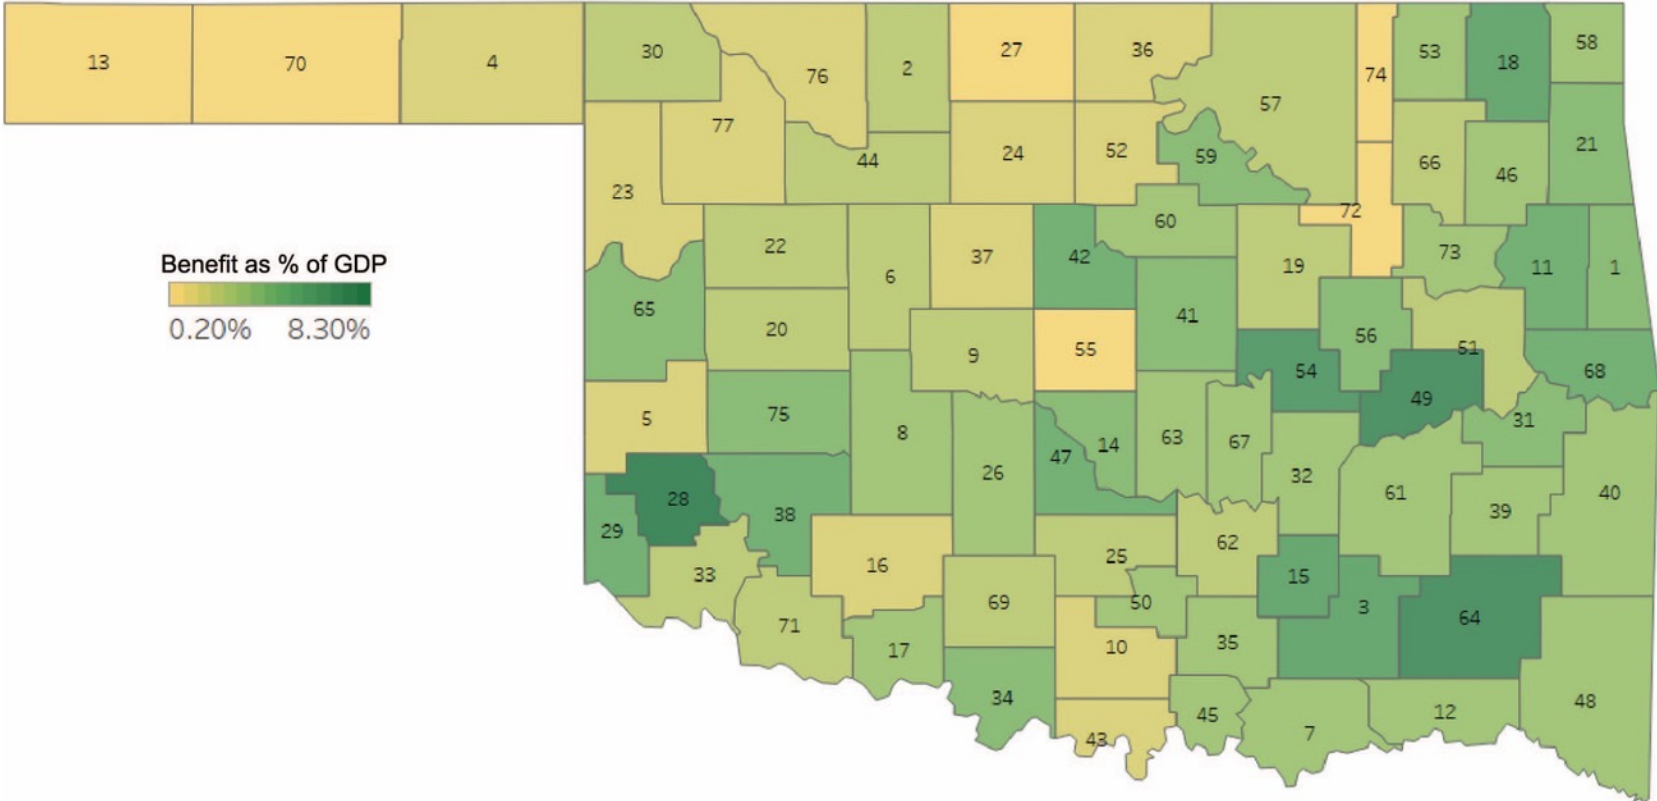 13 70 4 30 76 2 27 36 57 74 53 18 58
77 44 24 52 59 66 46 21
23 22 6 37 42 60 19 72 73 11 1
Benefit as % of GDP
0.20% 8.30%
65 20 9 55 41 54 56 51 68
5 75 8 26 47 14 63 67 49 31
28 38 32 61 39 40
29 33 16 25 62 15 3 64
71 17 69 50 10 35
34 43 45 7 12 48